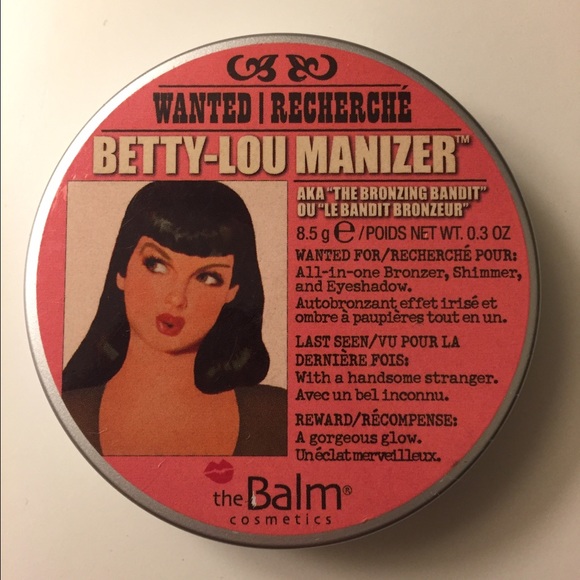 WANTED | RECHERCHÉ
BETTY-LOU MANIZER™
AKA "THE BRONZING BANDIT"
OU "LE BANDIT BRONZEUR"
8.5 g ℮ / POIDS NET WT. 0.3 OZ
WANTED FOR/RECHERCHÉ POUR:
All-in-one Bronzer, Shimmer,
and Eyeshadow.
Autobronzant effet irisé et
ombre à paupières tout en un.
LAST SEEN/VU POUR LA
DERNIÈRE FOIS:
With a handsome stranger.
Avec un bel inconnu.
REWARD/RÉCOMPENSE:
A gorgeous glow.
Un éclat merveilleux.
the Balm®
cosmetics